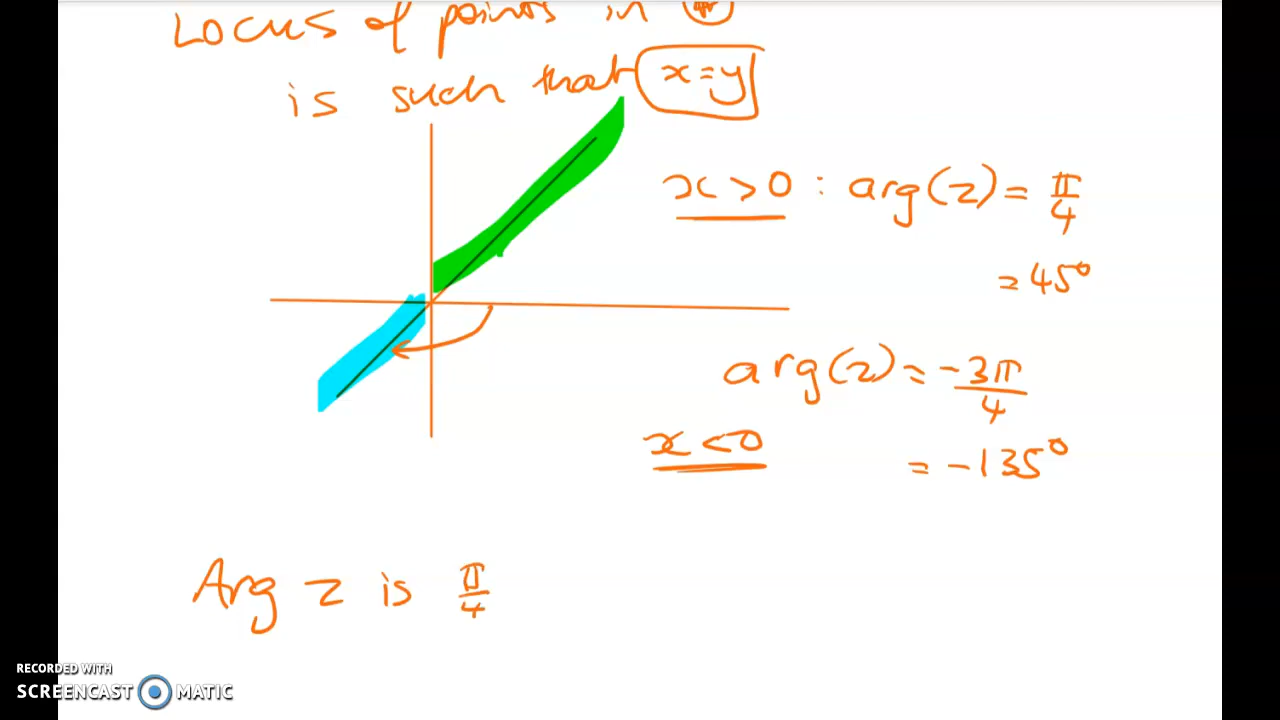 Locus of points in
is such that x=y
x>0 : arg(z) = π/4
= 45°
arg(z) = -3π/4
x<0
= -135°
Arg z is π/4
RECORDED WITH
SCREENCAST MATIC